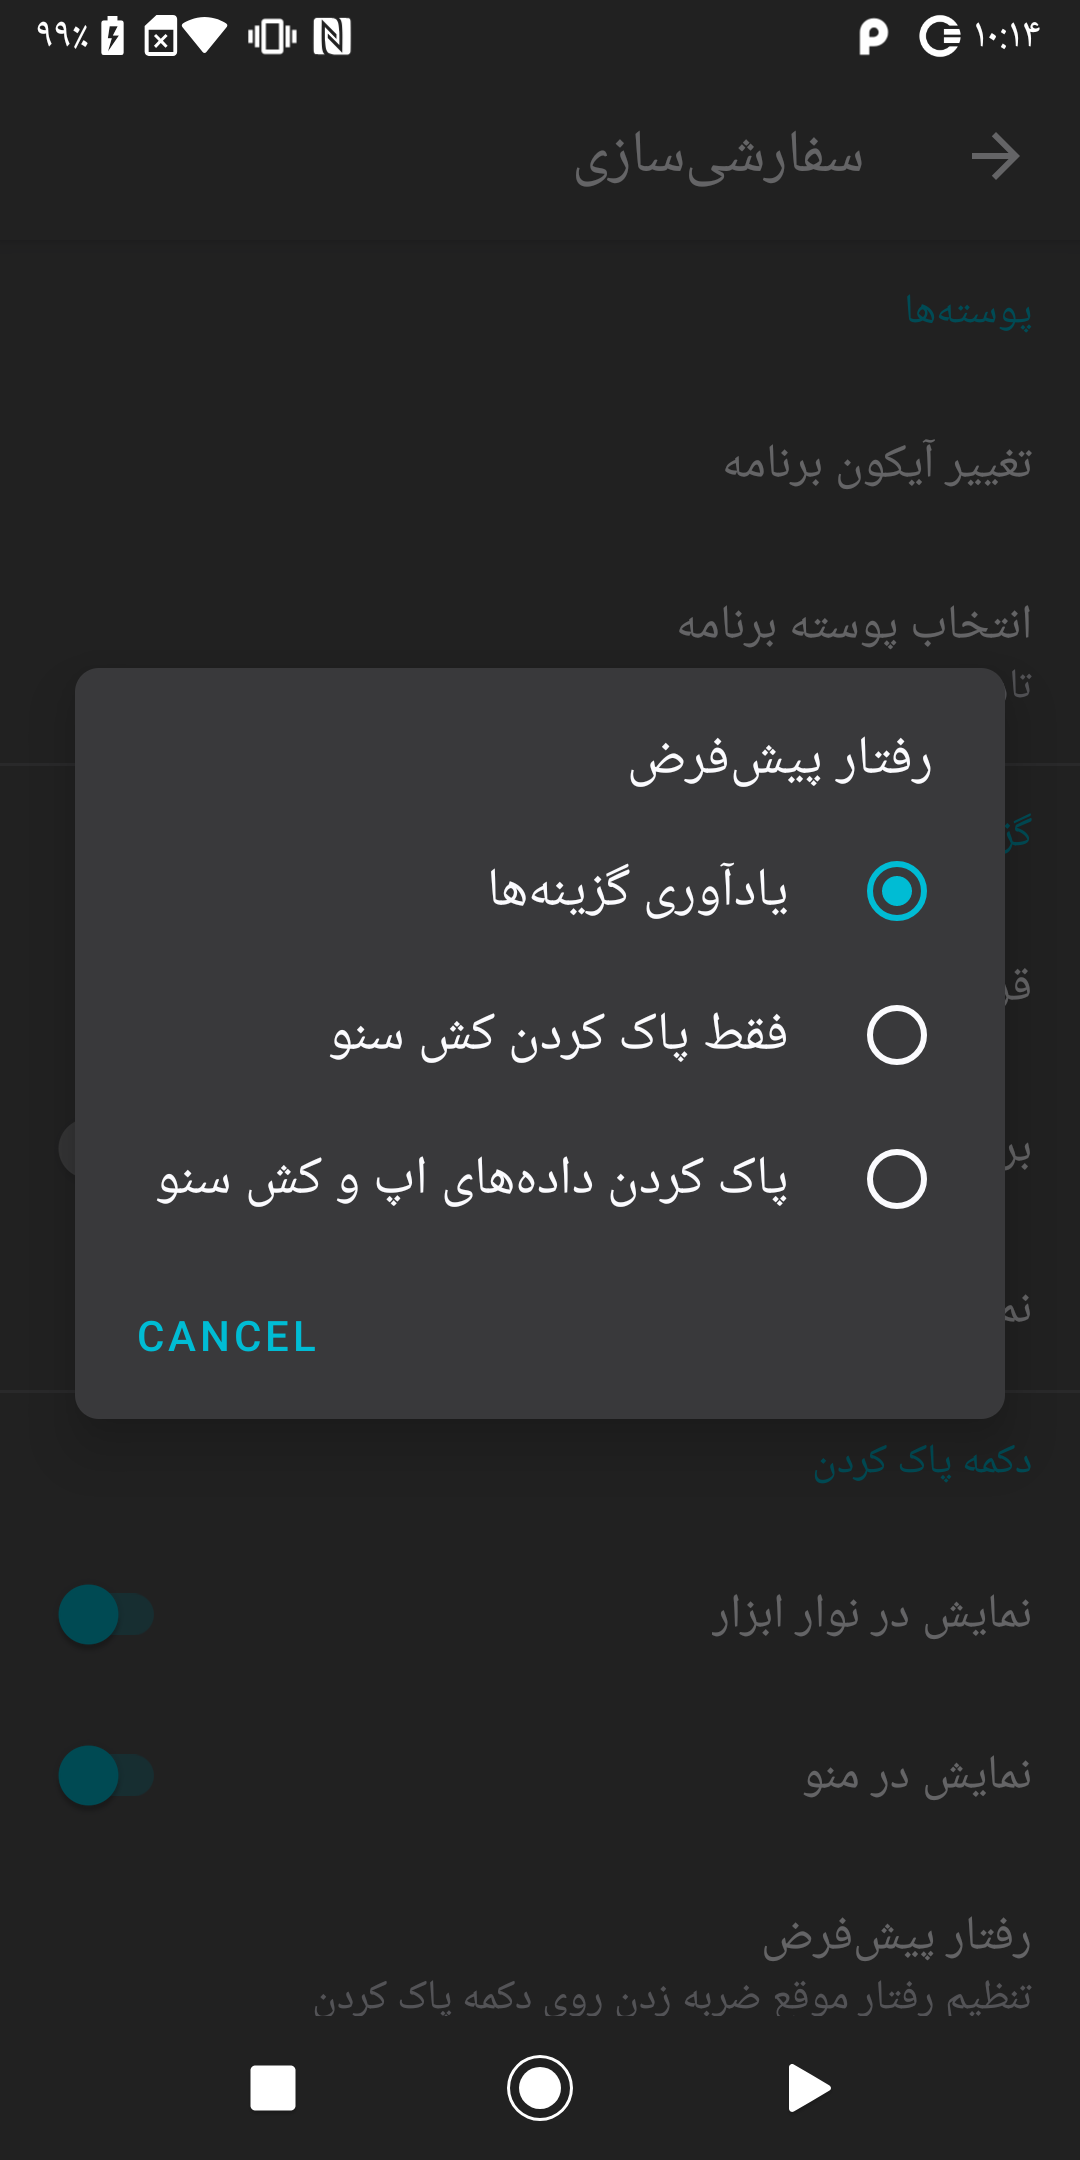 ۹۹٪
۱۰:۱۴
سفارشی‌سازی
پوسته‌ها
تغییر آیکون برنامه
انتخاب پوسته برنامه
رفتار پیش‌فرض
یادآوری گزینه‌ها
فقط پاک کردن کش سنو
پاک کردن داده‌های اپ و کش سنو
CANCEL
دکمه پاک کردن
نمایش در نوار ابزار
نمایش در منو
رفتار پیش‌فرض
تنظیم رفتار موقع ضربه زدن روی دکمه پاک کردن